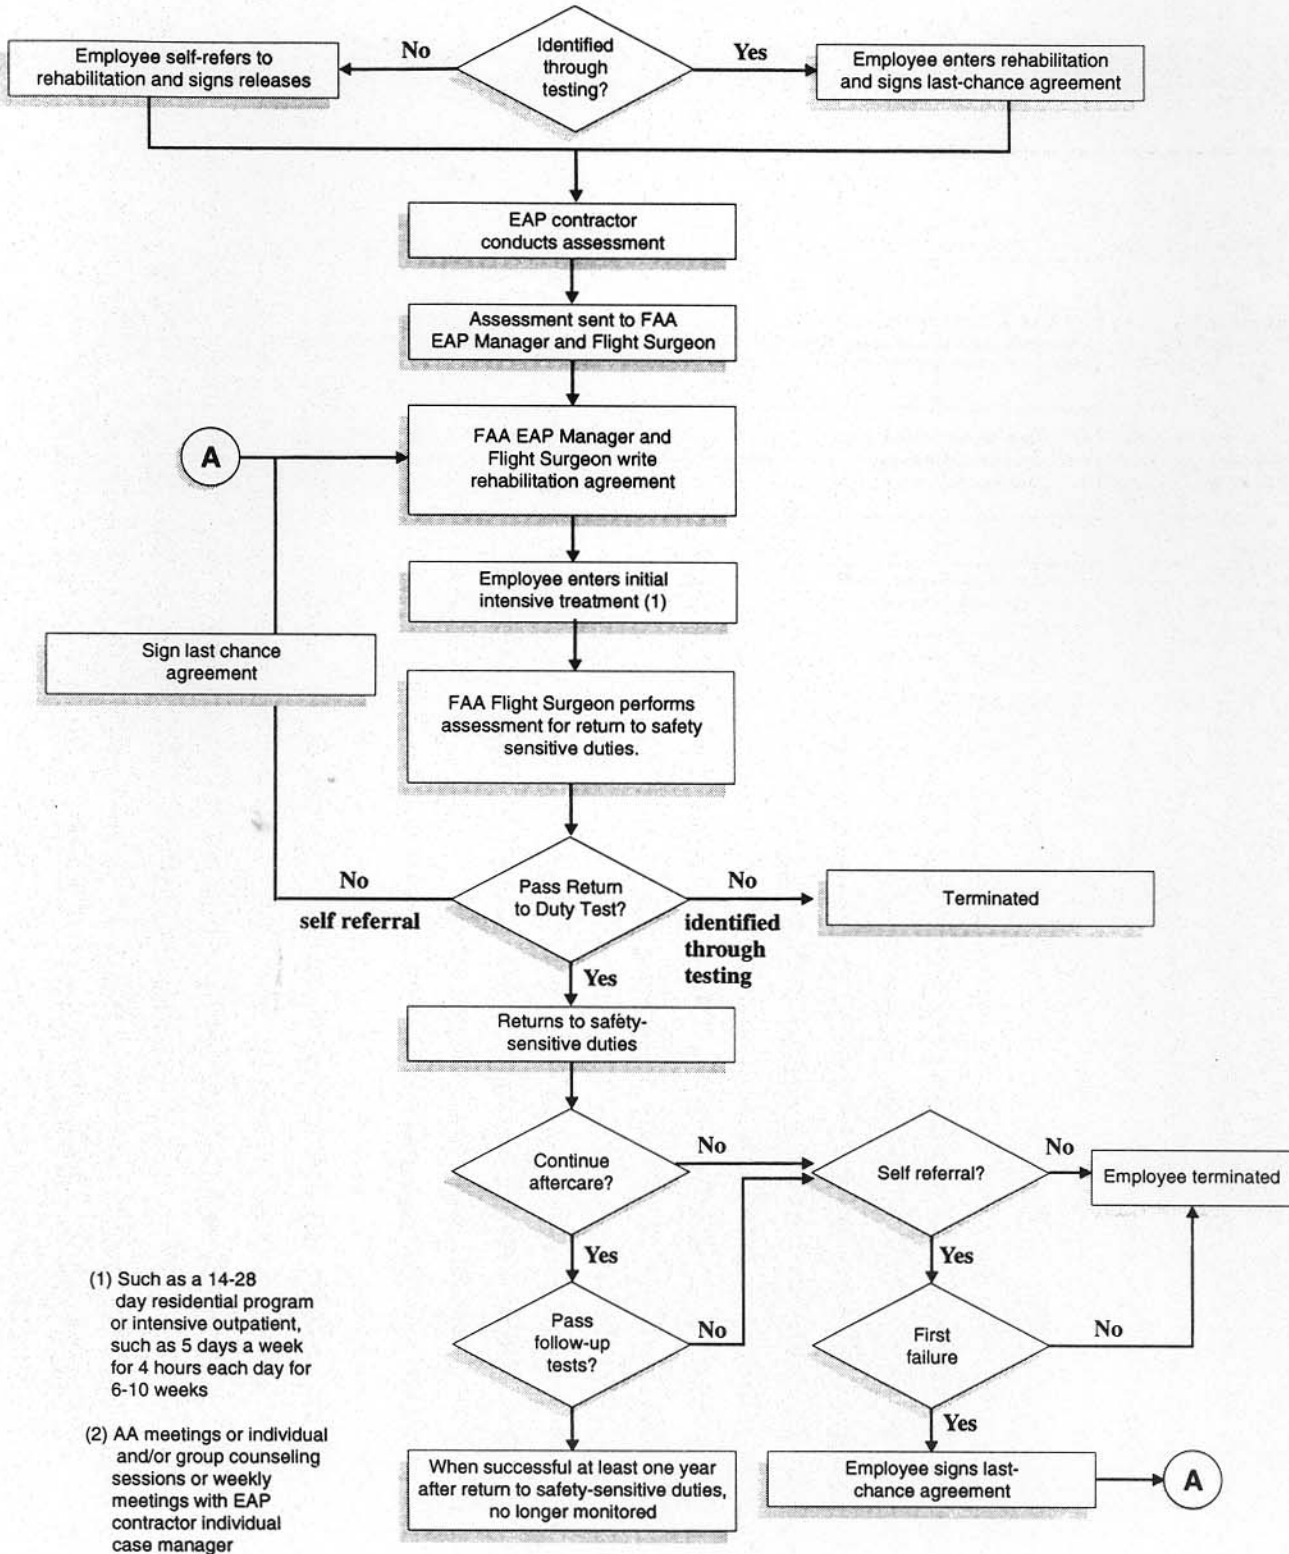 Identified
through
testing?
No
Yes
Employee self-refers to
rehabilitation and signs releases
Employee enters rehabilitation
and signs last-chance agreement
EAP contractor
conducts assessment
Assessment sent to FAA
EAP Manager and Flight Surgeon
A
FAA EAP Manager and
Flight Surgeon write
rehabilitation agreement
Employee enters initial
intensive treatment (1)
Sign last chance
agreement
FAA Flight Surgeon performs
assessment for return to safety
sensitive duties.
No
self referral
Pass Return
to Duty Test?
No
identified
through
testing
Terminated
Yes
Returns to safety-
sensitive duties
Continue
aftercare?
No
Self referral?
No
Employee terminated
Yes
Yes
Pass
follow-up
tests?
No
First
failure
No
Yes
When successful at least one year
after return to safety-sensitive duties,
no longer monitored
Employee signs last-
chance agreement
A
(1) Such as a 14-28
day residential program
or intensive outpatient,
such as 5 days a week
for 4 hours each day for
6-10 weeks
(2) AA meetings or individual
and/or group counseling
sessions or weekly
meetings with EAP
contractor individual
case manager